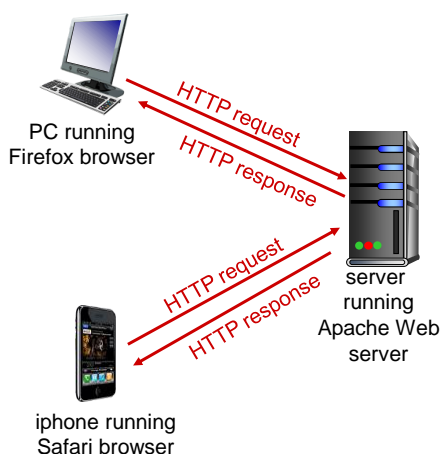 HTTP request
HTTP response
PC running
Firefox browser
HTTP request
HTTP response
server
running
Apache Web
server
iphone running
Safari browser